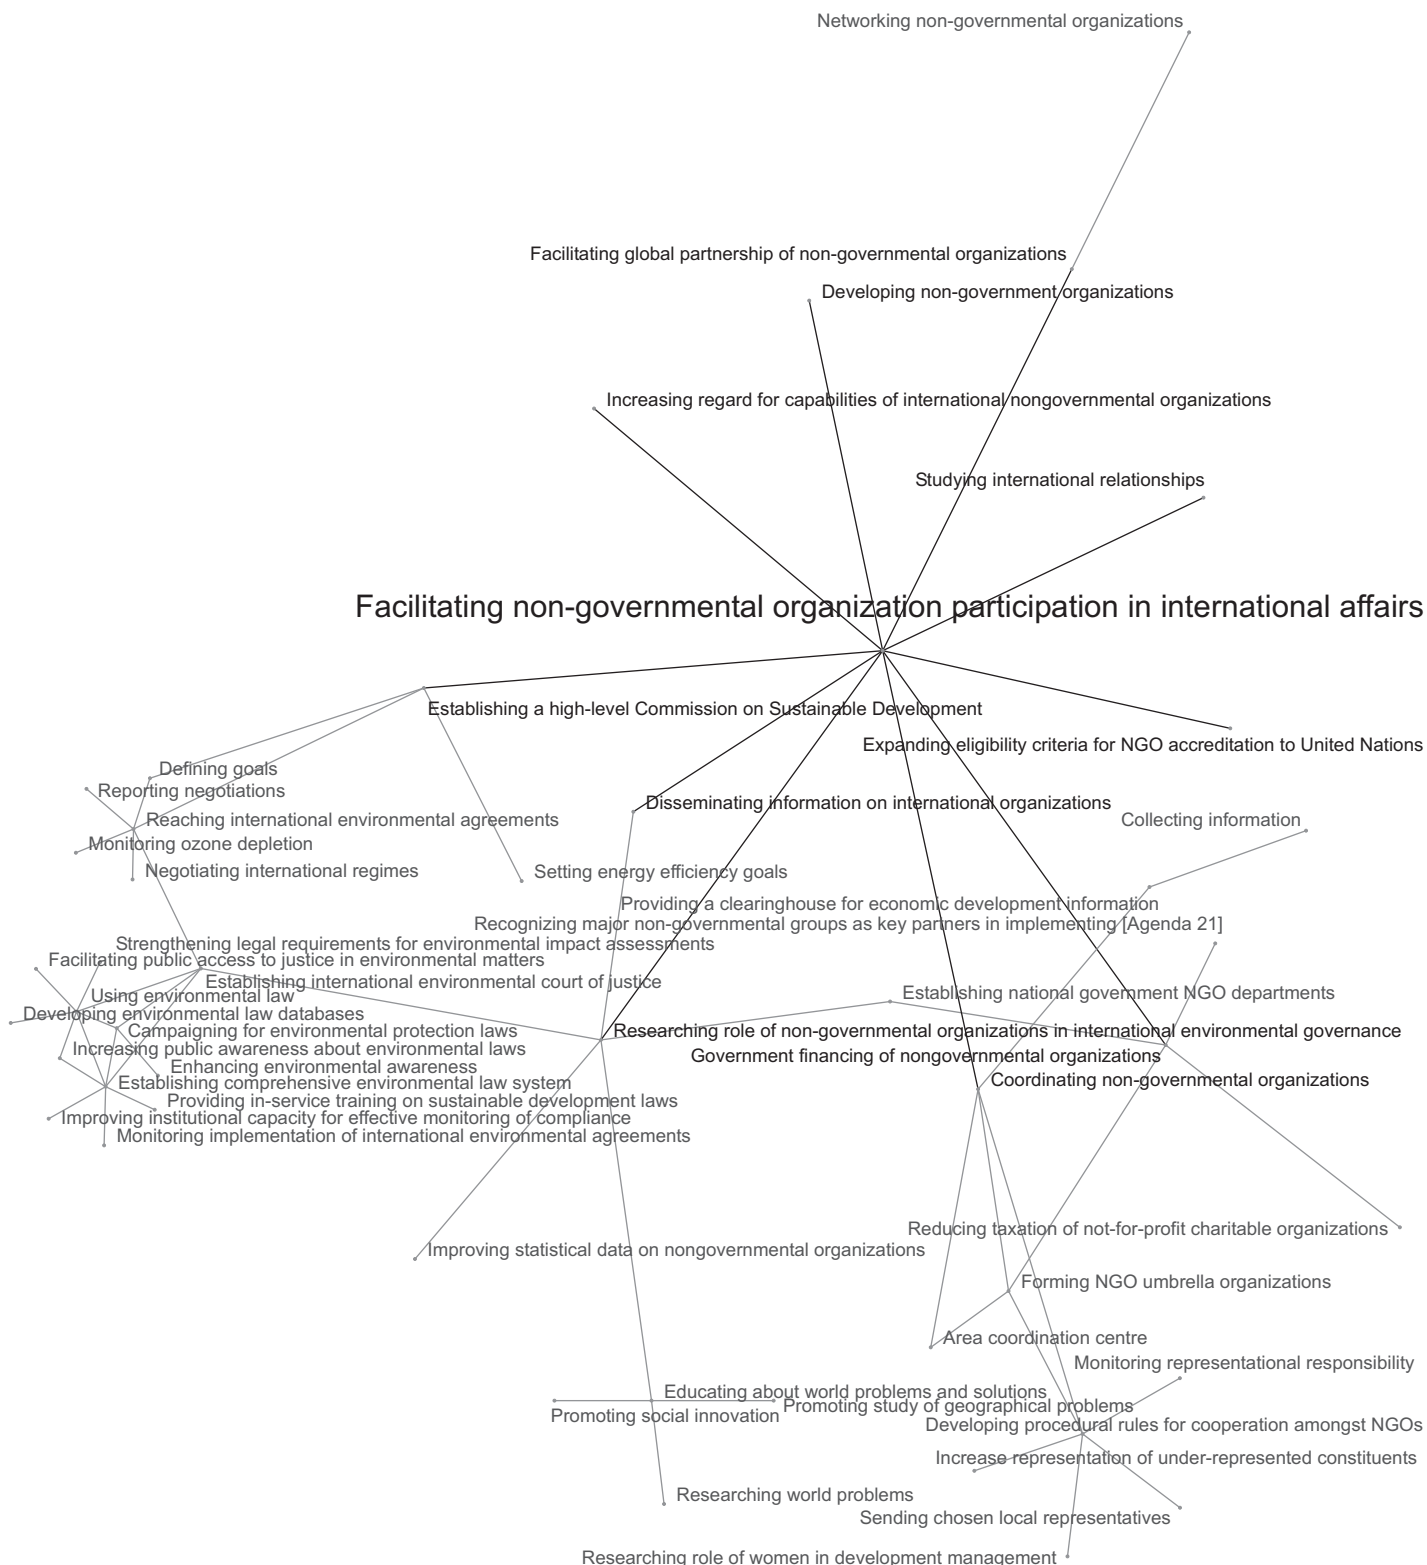 Networking non-governmental organizations
Facilitating global partnership of non-governmental organizations
Developing non-government organizations
Increasing regard for capabilities of international nongovernmental organizations
Studying international relationships
Facilitating non-governmental organization participation in international affairs
Establishing a high-level Commission on Sustainable Development
Expanding eligibility criteria for NGO accreditation to United Nations
Defining goals
Reporting negotiations
Disseminating information on international organizations
Reaching international environmental agreements
Collecting information
Monitoring ozone depletion
Negotiating international regimes
Setting energy efficiency goals
Providing a clearinghouse for economic development information
Recognizing major non-governmental groups as key partners in implementing [Agenda 21]
Strengthening legal requirements for environmental impact assessments
Facilitating public access to justice in environmental matters
Establishing international environmental court of justice
Establishing national government NGO departments
Using environmental law
Developing environmental law databases
Campaigning for environmental protection laws
Researching role of non-governmental organizations in international environmental governance
Increasing public awareness about environmental laws
Government financing of nongovernmental organizations
Enhancing environmental awareness
Coordinating non-governmental organizations
Establishing comprehensive environmental law system
Providing in-service training on sustainable development laws
Improving institutional capacity for effective monitoring of compliance
Monitoring implementation of international environmental agreements
Reducing taxation of not-for-profit charitable organizations
Improving statistical data on nongovernmental organizations
Forming NGO umbrella organizations
Area coordination centre
Monitoring representational responsibility
Educating about world problems and solutions
Promoting study of geographical problems
Promoting social innovation
Developing procedural rules for cooperation amongst NGOs
Increase representation of under-represented constituents
Researching world problems
Sending chosen local representatives
Researching role of women in development management